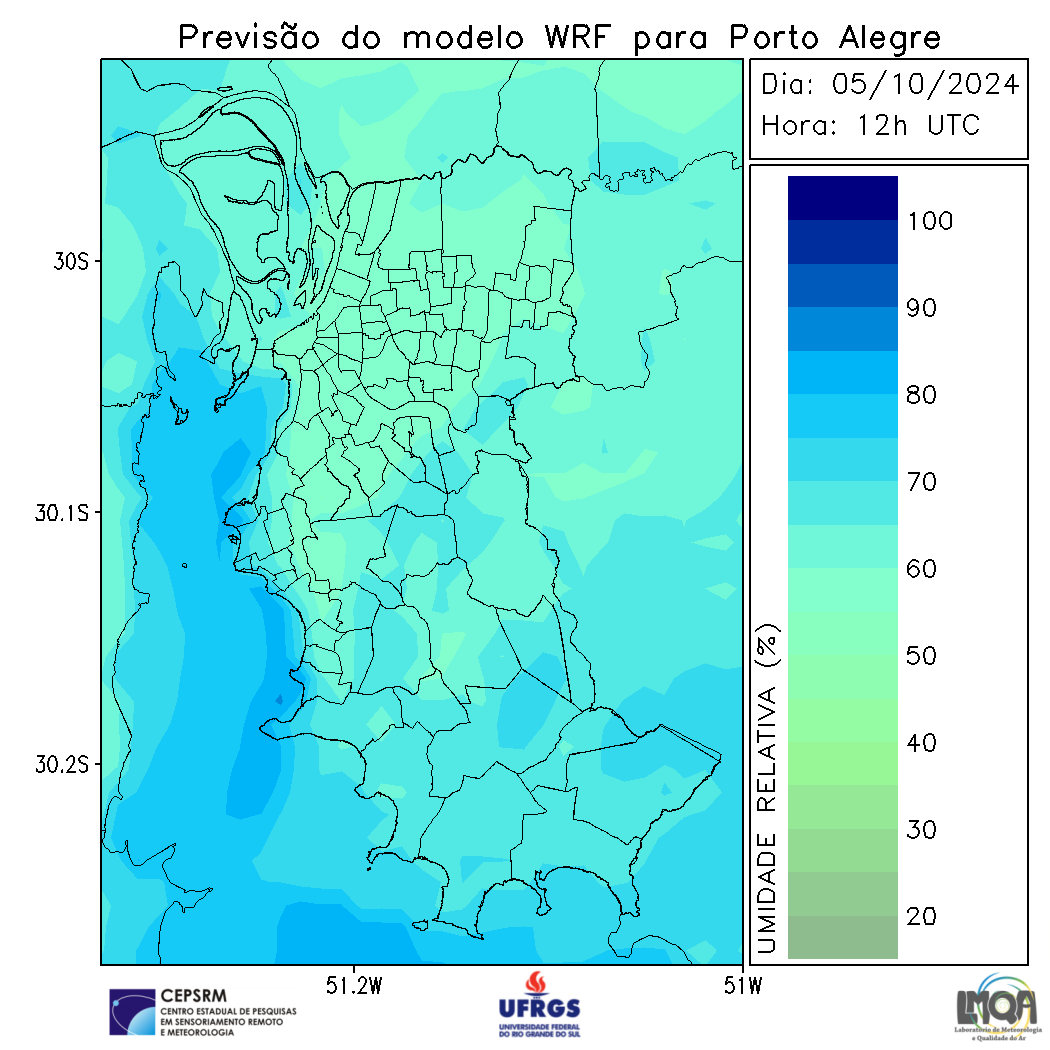 Previsão do modelo WRF para Porto Alegre
Dia: 05/10/2024
Hora: 12h UTC
100
90
80
70
60
50
40
30
20
UMIDADE RELATIVA (%)
30S
30.1S
30.2S
51.2W
51W
CEPSRM
CENTRO ESTADUAL DE PESQUISAS
EM SENSORIAMENTO REMOTO
E METEOROLOGIA
UFRGS
UNIVERSIDADE FEDERAL
DO RIO GRANDE DO SUL
LMQA
Laboratório de Meteorologia
e Qualidade do Ar